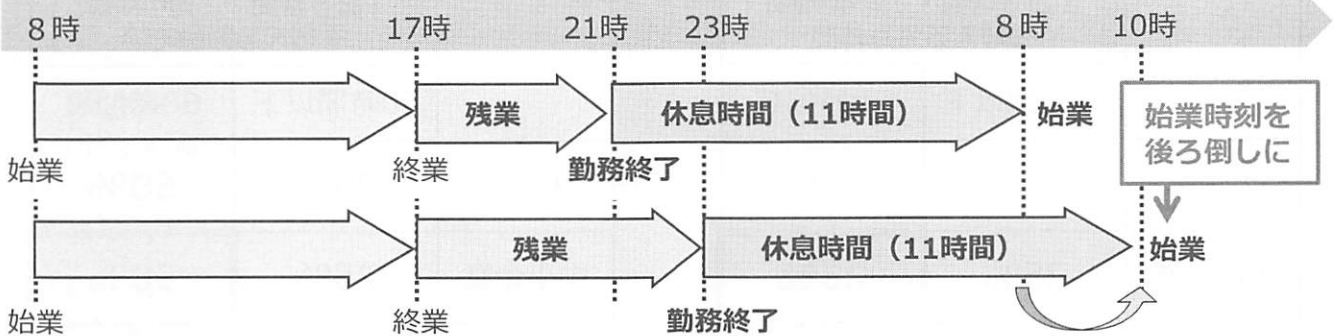 8時 17時 21時 23時 8時 10時
残業 休息時間（11時間） 始業
始業時刻を
後ろ倒しに
始業 終業 勤務終了
残業 休息時間（11時間） 始業
始業 終業 勤務終了